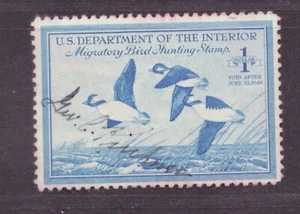 U.S. DEPARTMENT OF THE INTERIOR
Migratory Bird Hunting Stamp.
$1
DOLLAR
VOID AFTER
JUNE 30, 1949